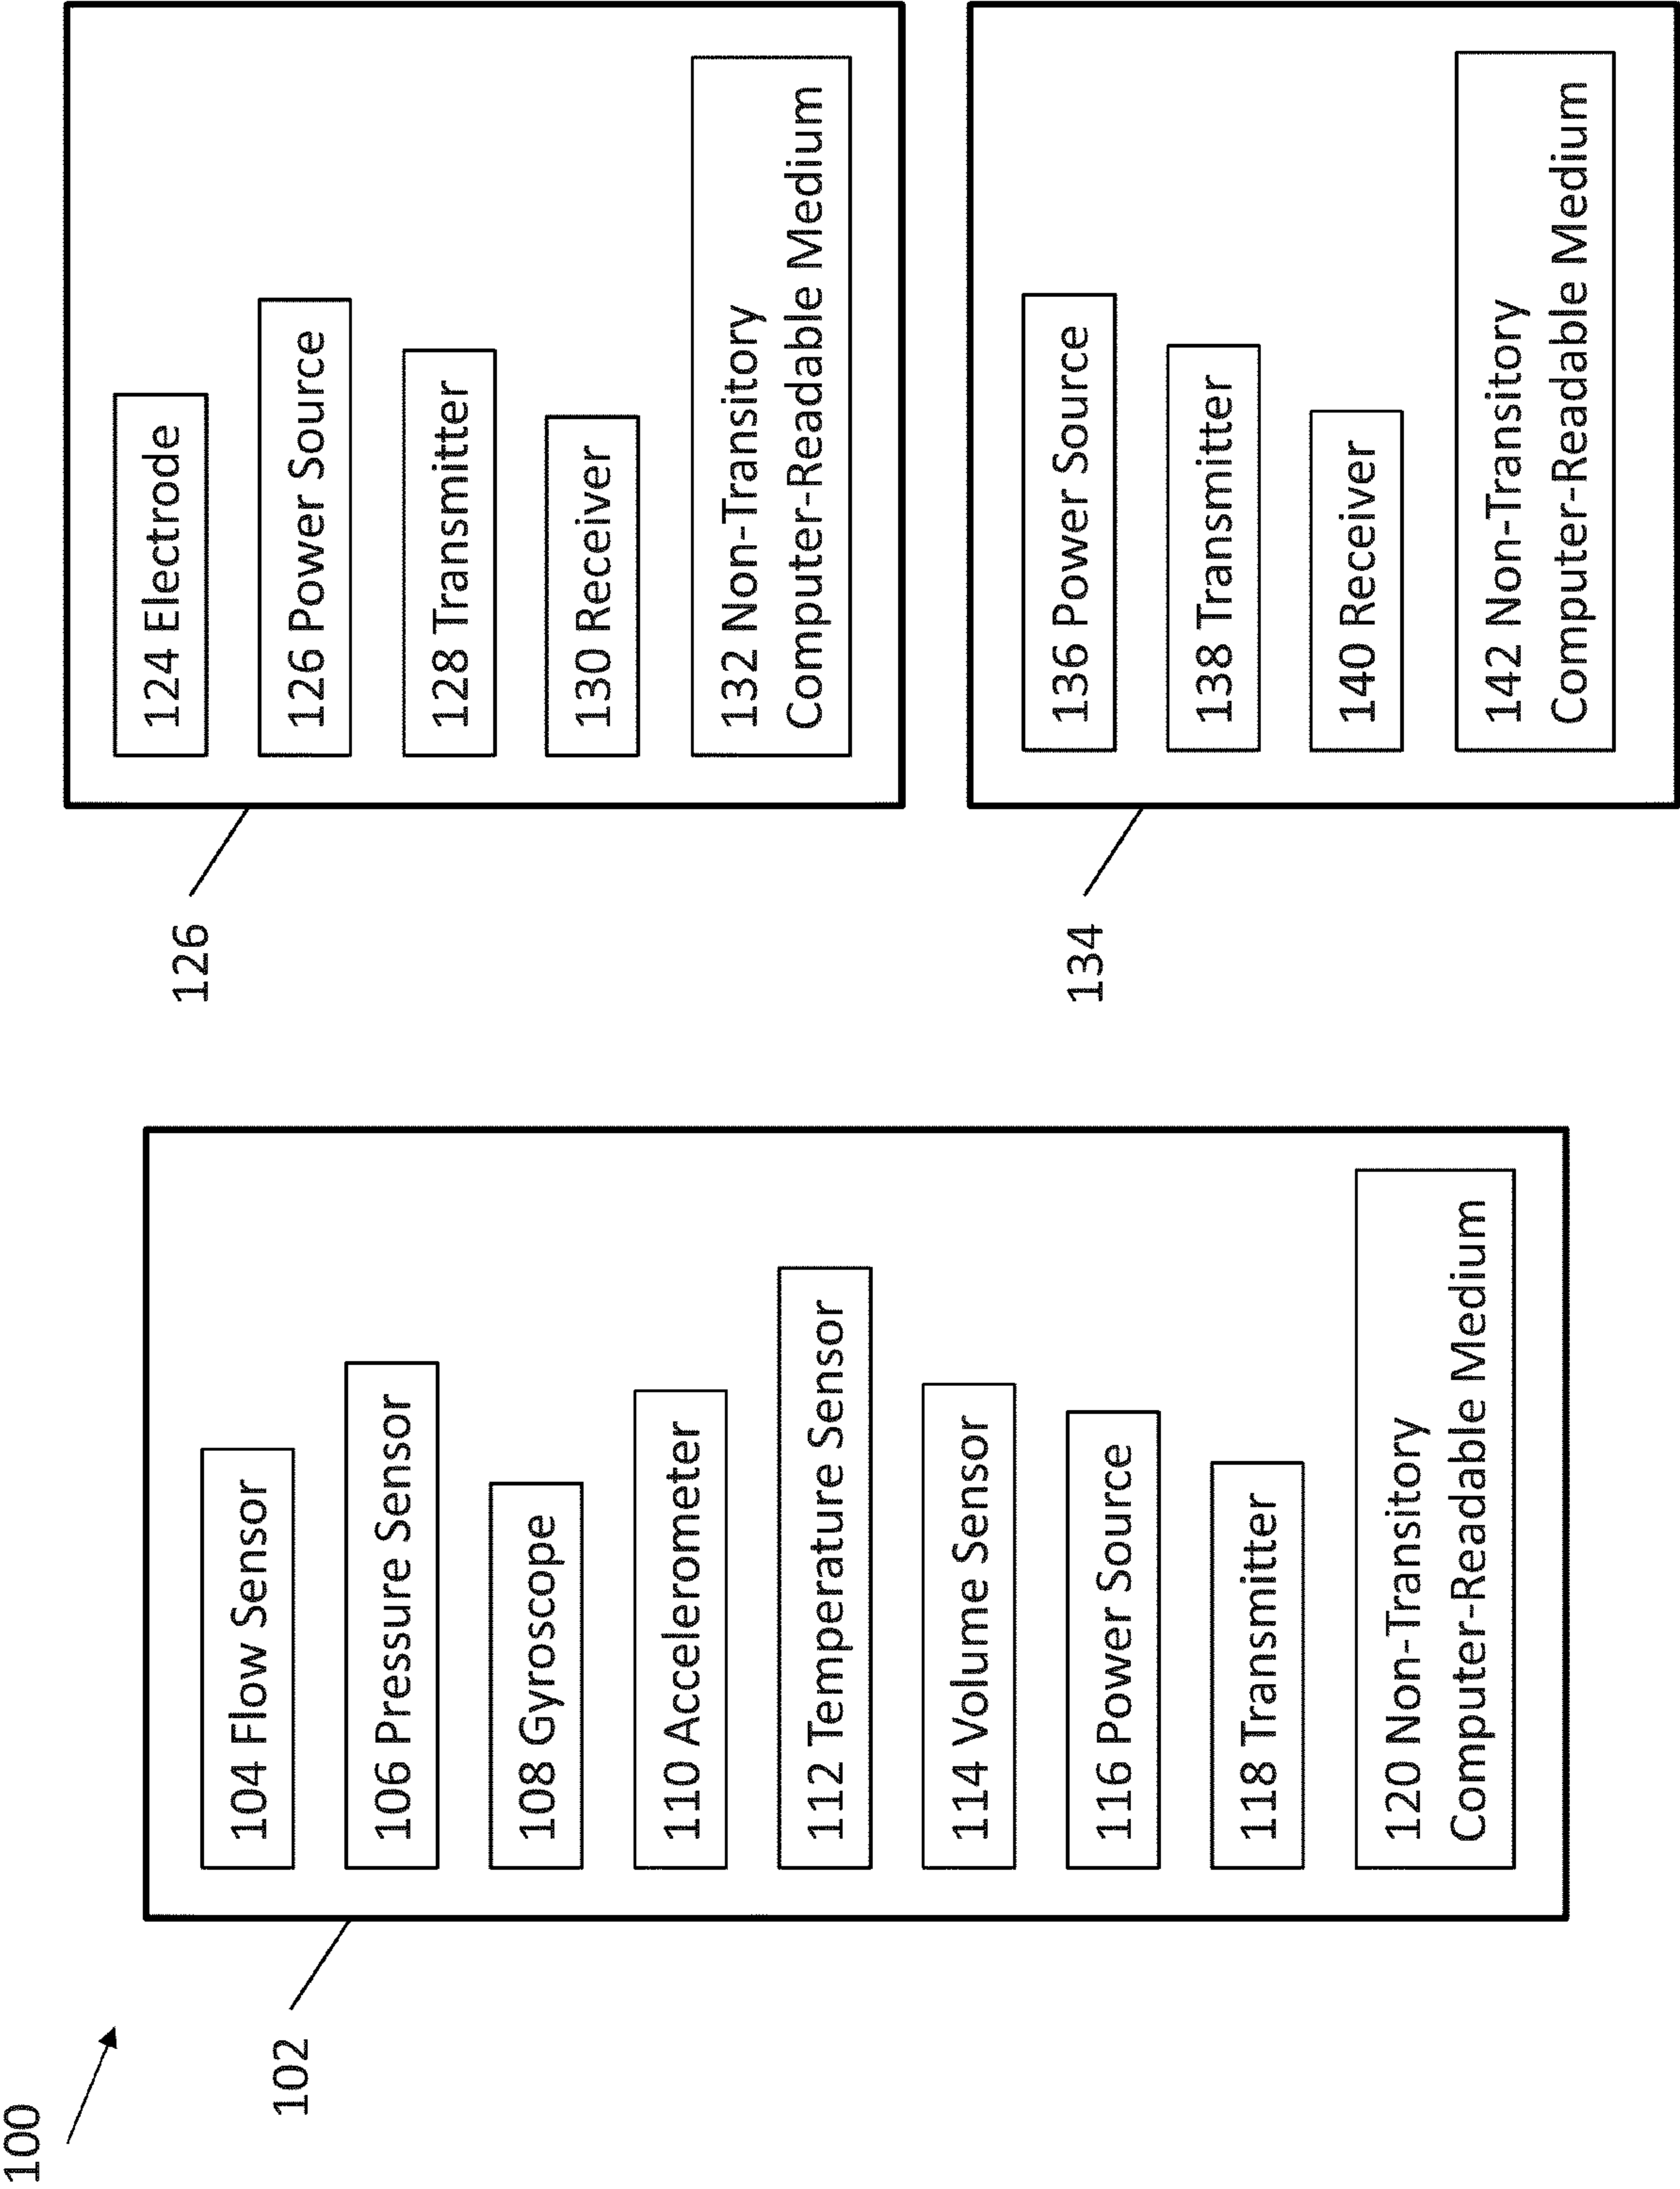 100
102
104 Flow Sensor
106 Pressure Sensor
108 Gyroscope
110 Accelerometer
112 Temperature Sensor
114 Volume Sensor
116 Power Source
118 Transmitter
120 Non-Transitory
Computer-Readable Medium
126
124 Electrode
126 Power Source
128 Transmitter
130 Receiver
132 Non-Transitory
Computer-Readable Medium
134
136 Power Source
138 Transmitter
140 Receiver
142 Non-Transitory
Computer-Readable Medium